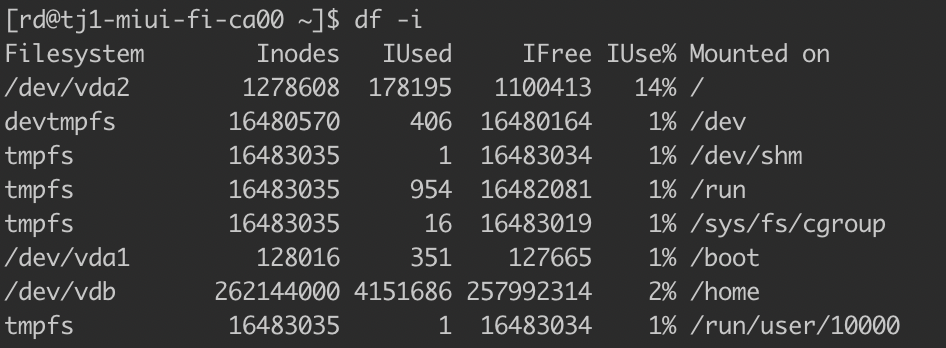 [rd@tj1-miui-fi-ca00 ~]$ df -i
Filesystem Inodes IUsed IFree IUse% Mounted on
/dev/vda2 1278608 178195 1100413 14% /
devtmpfs 16480570 406 16480164 1% /dev
tmpfs 16483035 1 16483034 1% /dev/shm
tmpfs 16483035 954 16482081 1% /run
tmpfs 16483035 16 16483019 1% /sys/fs/cgroup
/dev/vda1 128016 351 127665 1% /boot
/dev/vdb 262144000 4151686 257992314 2% /home
tmpfs 16483035 1 16483034 1% /run/user/10000